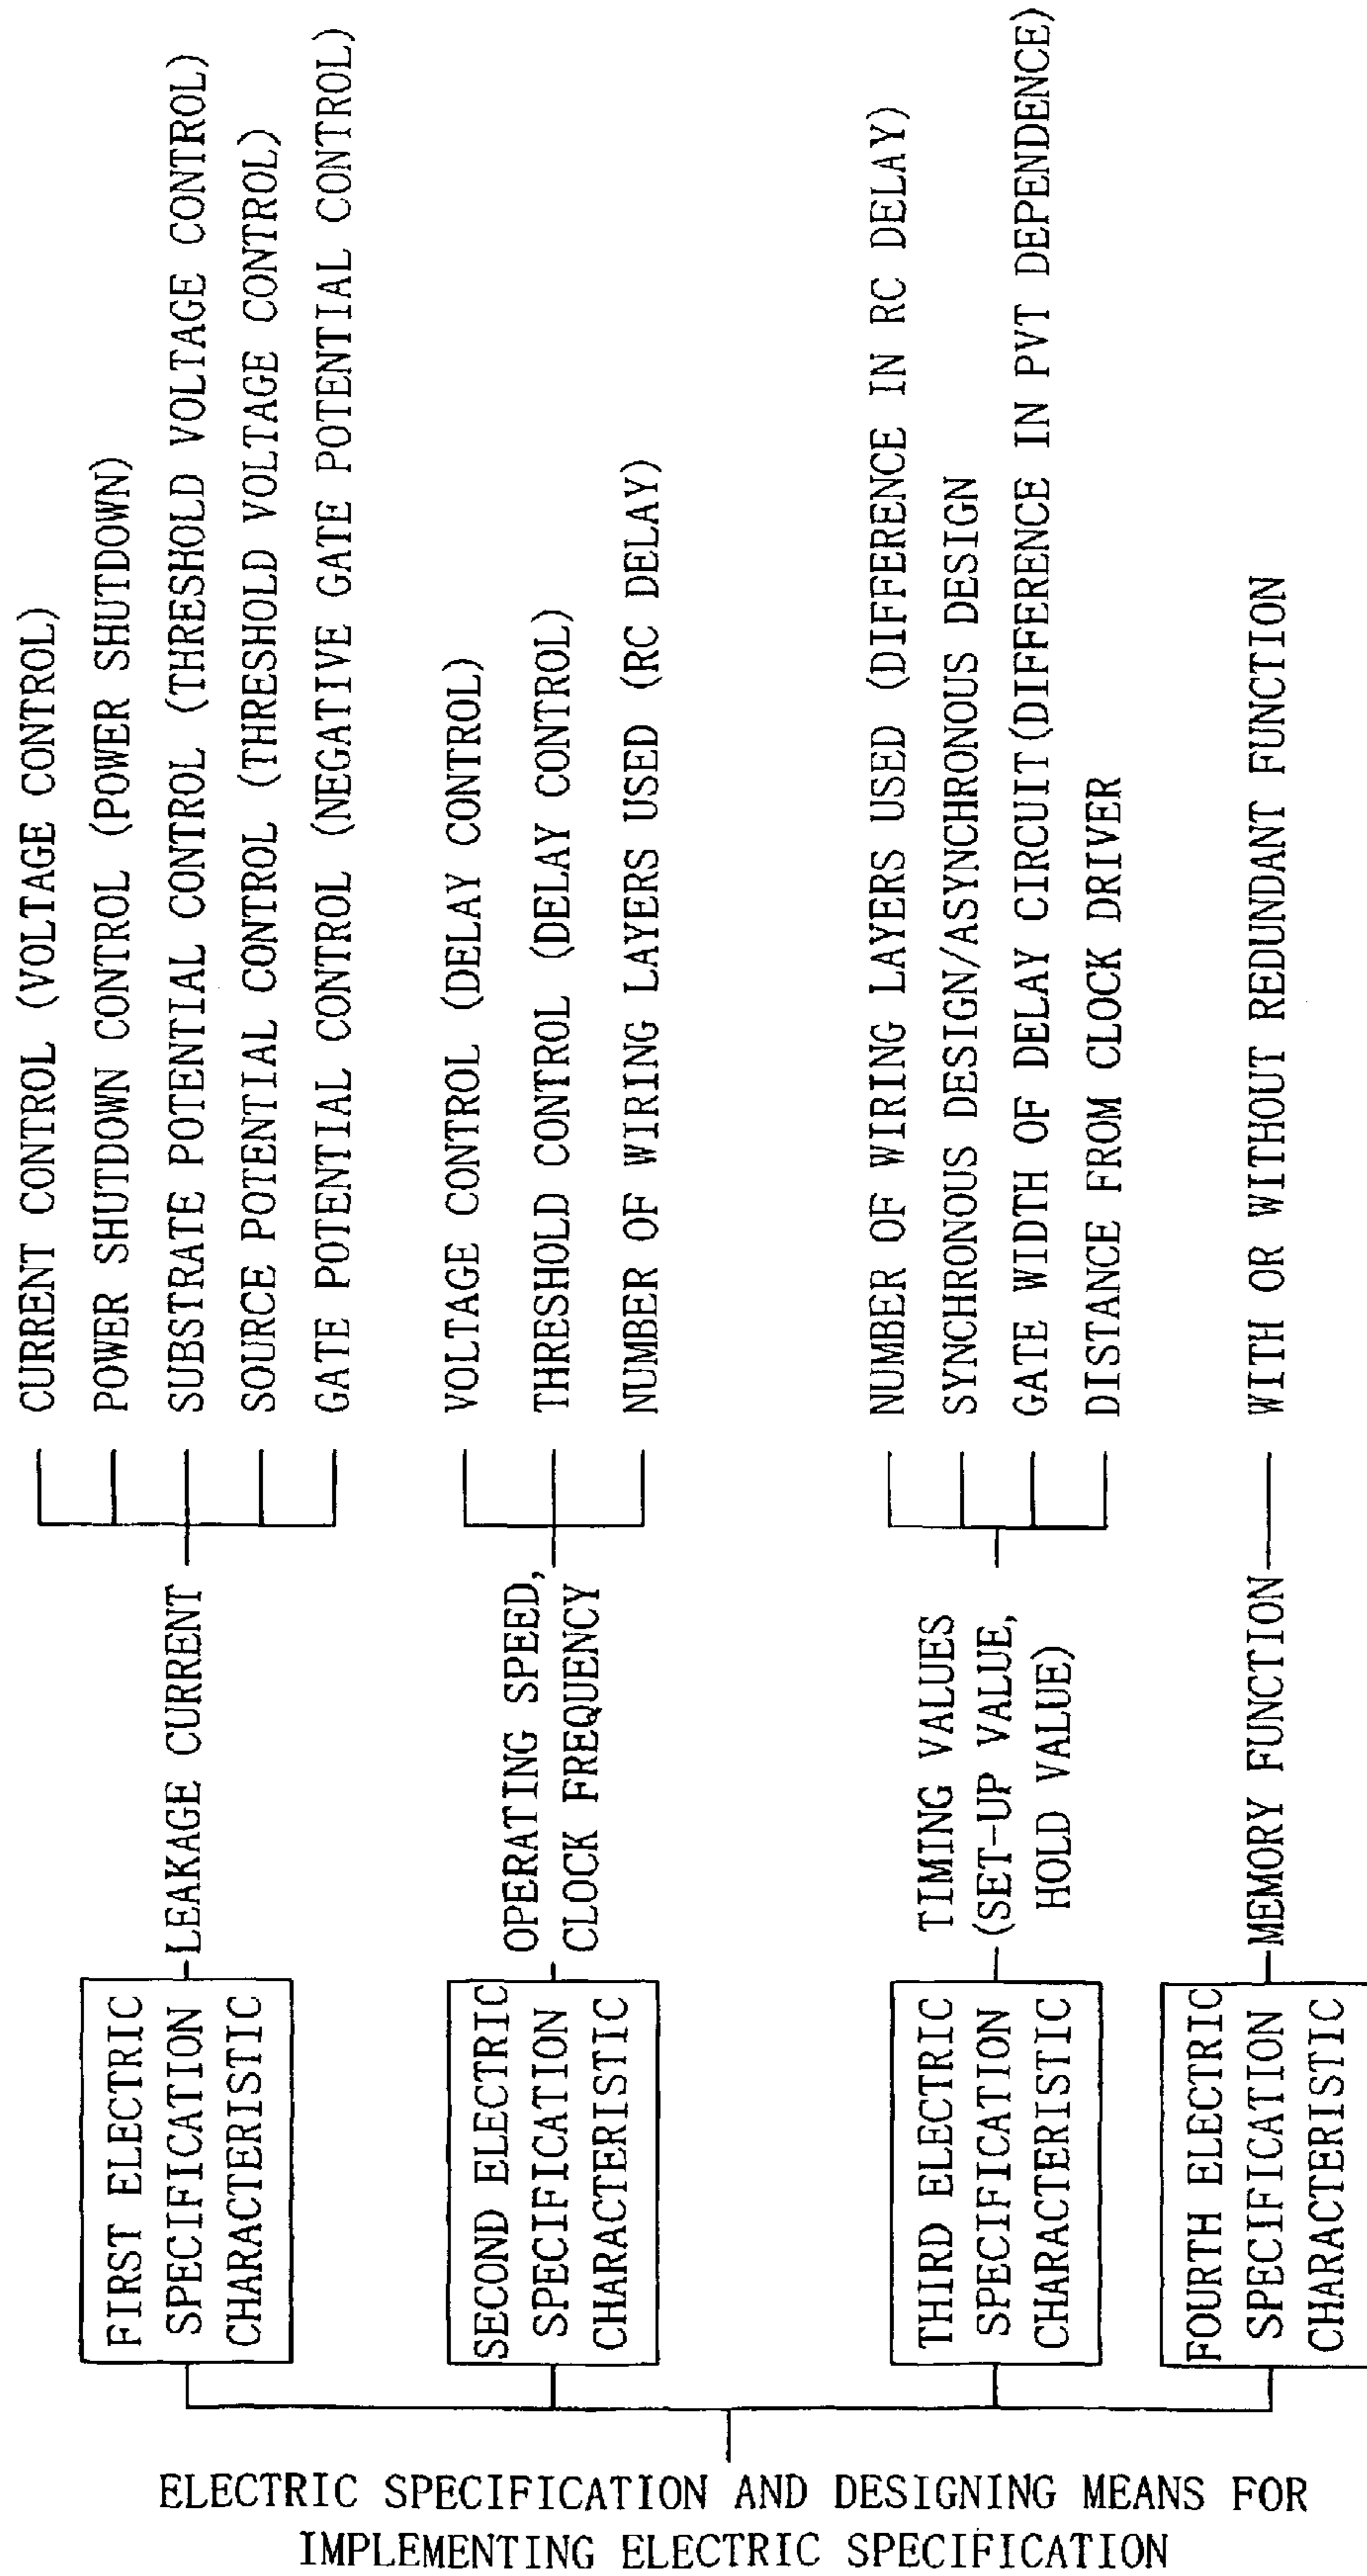 ELECTRIC SPECIFICATION AND DESIGNING MEANS FOR
IMPLEMENTING ELECTRIC SPECIFICATION
FIRST ELECTRIC
SPECIFICATION
CHARACTERISTIC
LEAKAGE CURRENT
CURRENT CONTROL (VOLTAGE CONTROL)
POWER SHUTDOWN CONTROL (POWER SHUTDOWN)
SUBSTRATE POTENTIAL CONTROL (THRESHOLD VOLTAGE CONTROL)
SOURCE POTENTIAL CONTROL (THRESHOLD VOLTAGE CONTROL)
GATE POTENTIAL CONTROL (NEGATIVE GATE POTENTIAL CONTROL)
SECOND ELECTRIC
SPECIFICATION
CHARACTERISTIC
OPERATING SPEED,
CLOCK FREQUENCY
VOLTAGE CONTROL (DELAY CONTROL)
THRESHOLD CONTROL (DELAY CONTROL)
NUMBER OF WIRING LAYERS USED (RC DELAY)
THIRD ELECTRIC
SPECIFICATION
CHARACTERISTIC
TIMING VALUES
(SET-UP VALUE,
HOLD VALUE)
NUMBER OF WIRING LAYERS USED (DIFFERENCE IN RC DELAY)
SYNCHRONOUS DESIGN/ASYNCHRONOUS DESIGN
GATE WIDTH OF DELAY CIRCUIT(DIFFERENCE IN PVT DEPENDENCE)
DISTANCE FROM CLOCK DRIVER
FOURTH ELECTRIC
SPECIFICATION
CHARACTERISTIC
MEMORY FUNCTION
WITH OR WITHOUT REDUNDANT FUNCTION